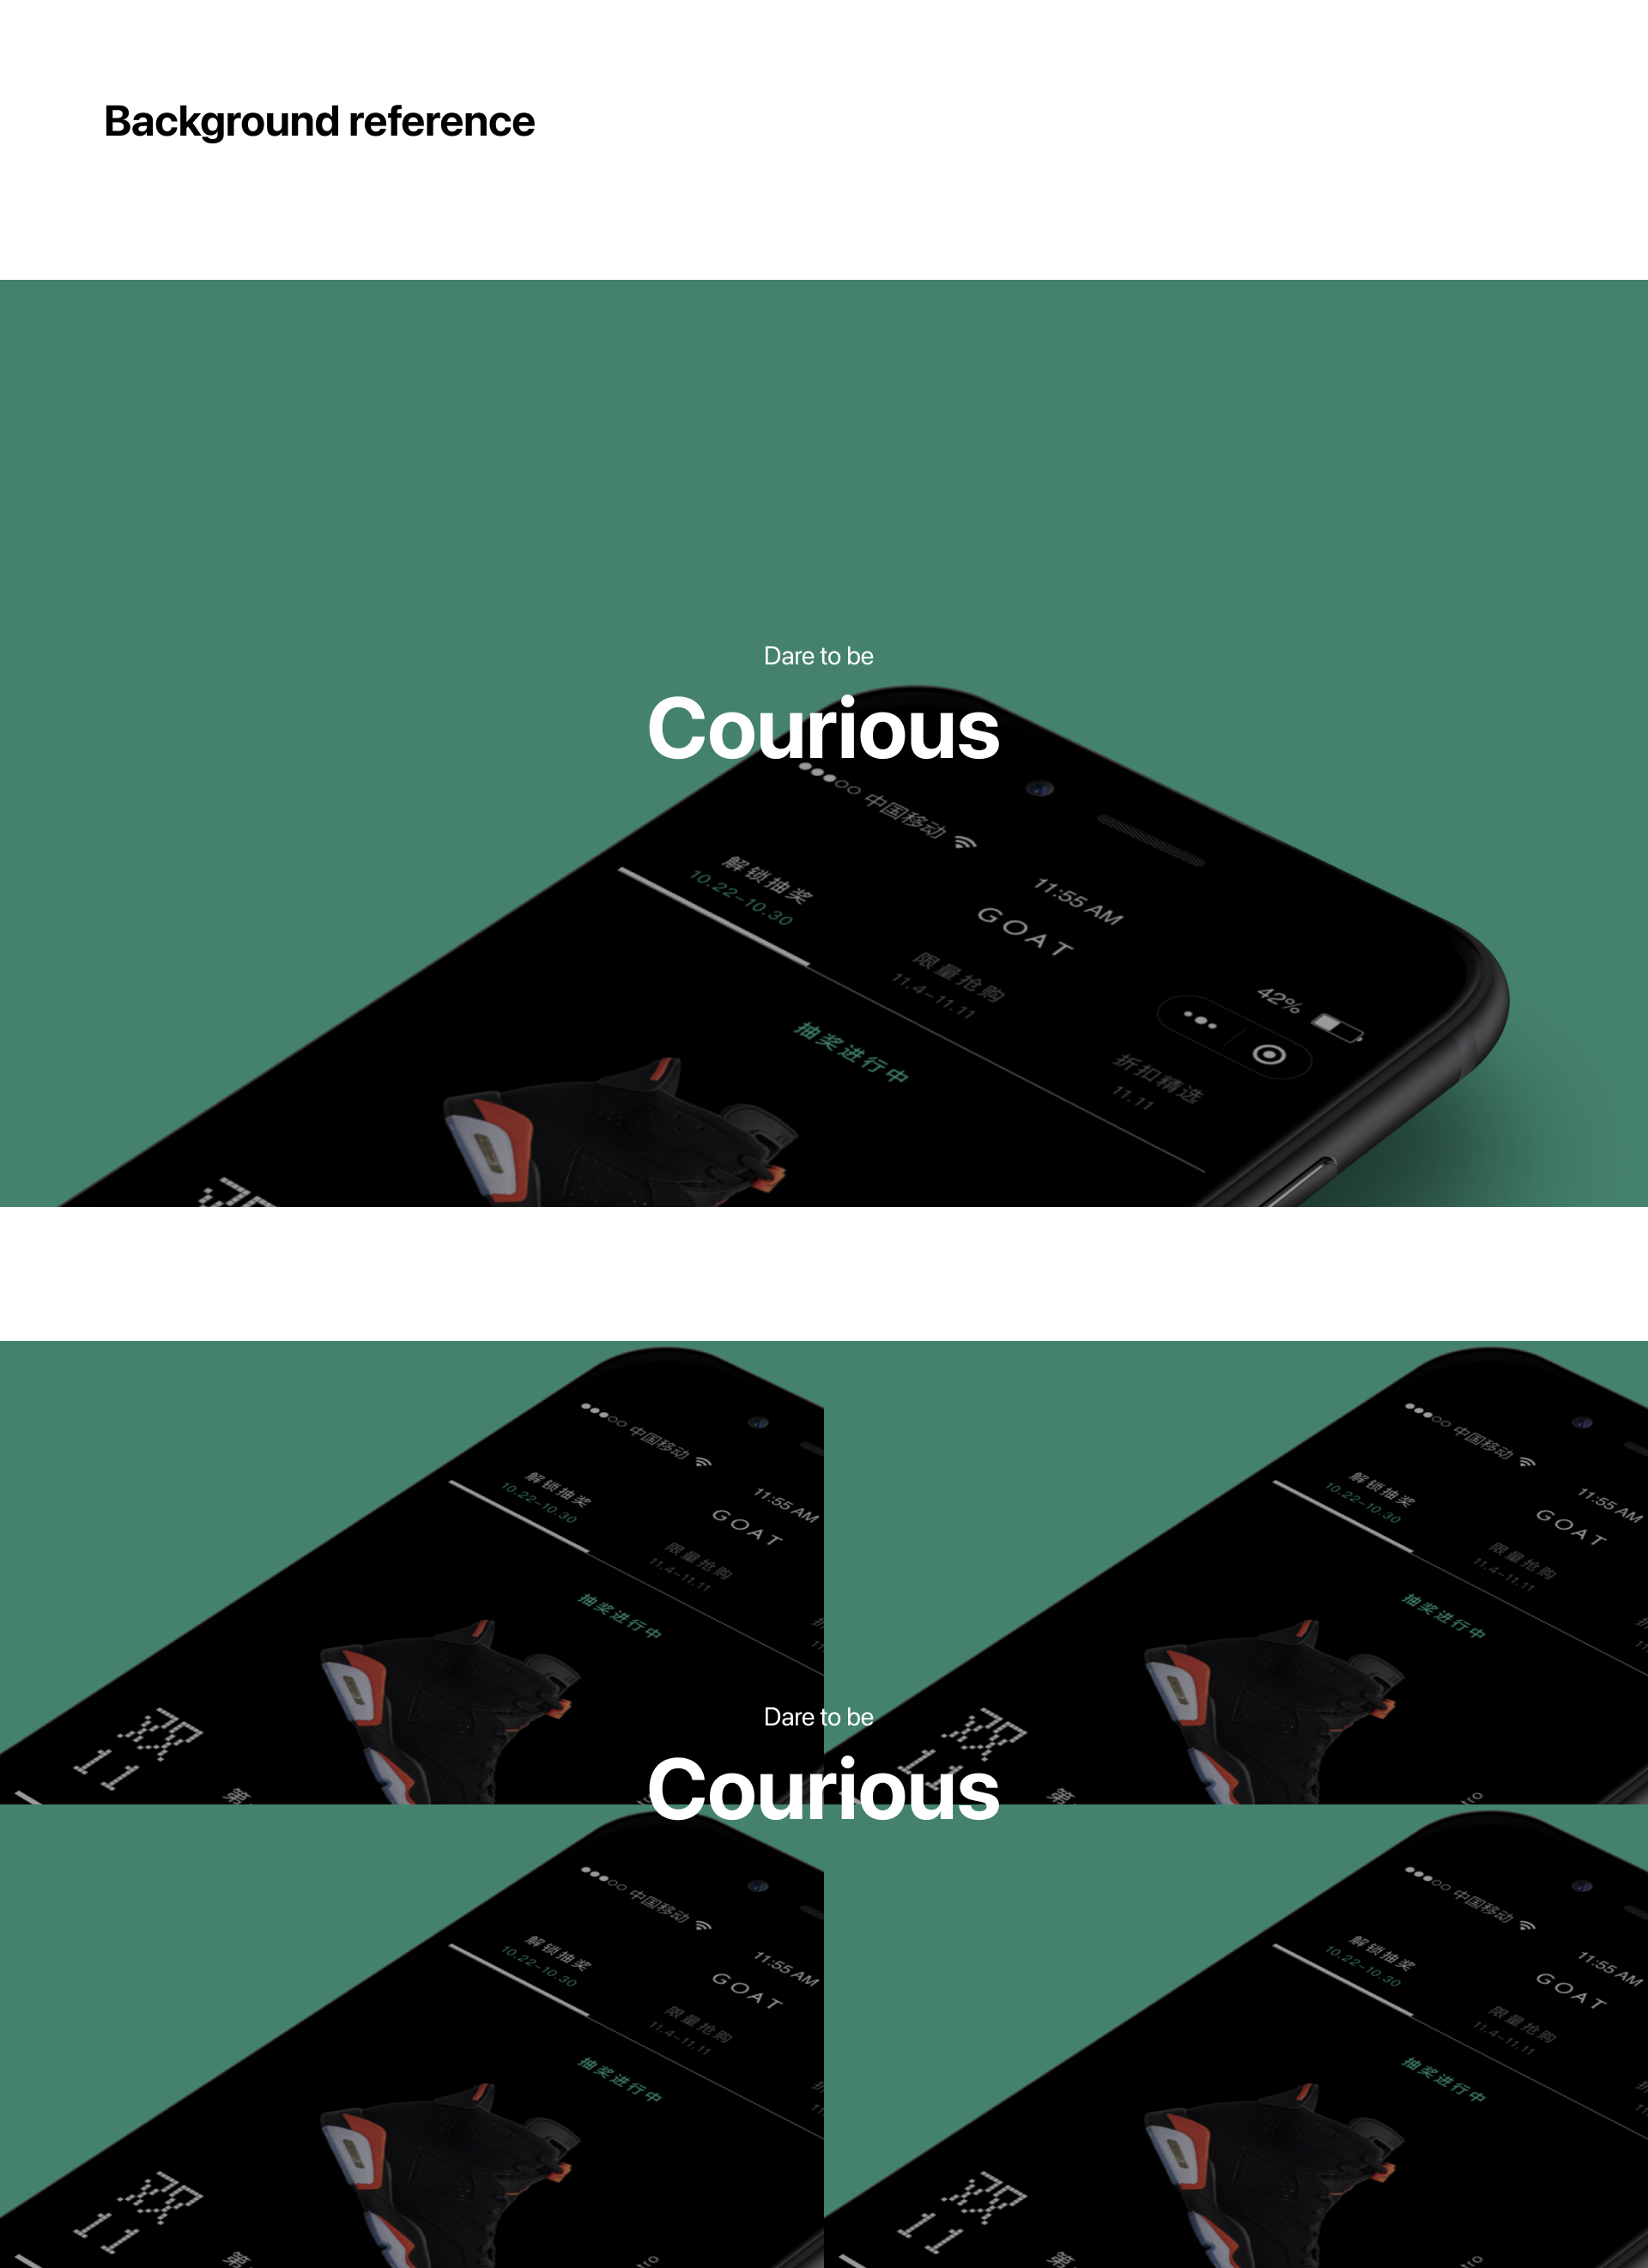 Background reference
Dare to be
Courious
中国移动
11:55 AM
42%
GOAT
解锁抽奖
10.22-10.30
限量抢购
11.4-11.11
折扣精选
11.11
抽奖进行中
中国移动
11:55 AM
GOAT
解锁抽奖
10.22-10.30
限量抢购
11.4-11.11
抽奖进行中
11
第
中国移动
11:55 AM
GOAT
解锁抽奖
10.22-10.30
限量抢购
11.4-11.11
抽奖进行中
11
第
Dare to be
Courious
中国移动
11:55 AM
GOAT
解锁抽奖
10.22-10.30
限量抢购
11.4-11.11
抽奖进行中
11
第
中国移动
11:55 AM
GOAT
解锁抽奖
10.22-10.30
限量抢购
11.4-11.11
抽奖进行中
11
第